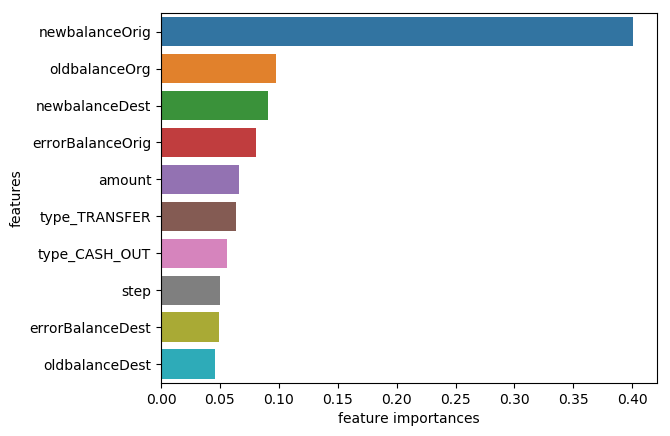 newbalanceOrig
oldbalanceOrg
newbalanceDest
errorBalanceOrig
amount
type_TRANSFER
type_CASH_OUT
step
errorBalanceDest
oldbalanceDest
features
0.00 0.05 0.10 0.15 0.20 0.25 0.30 0.35 0.40
feature importances